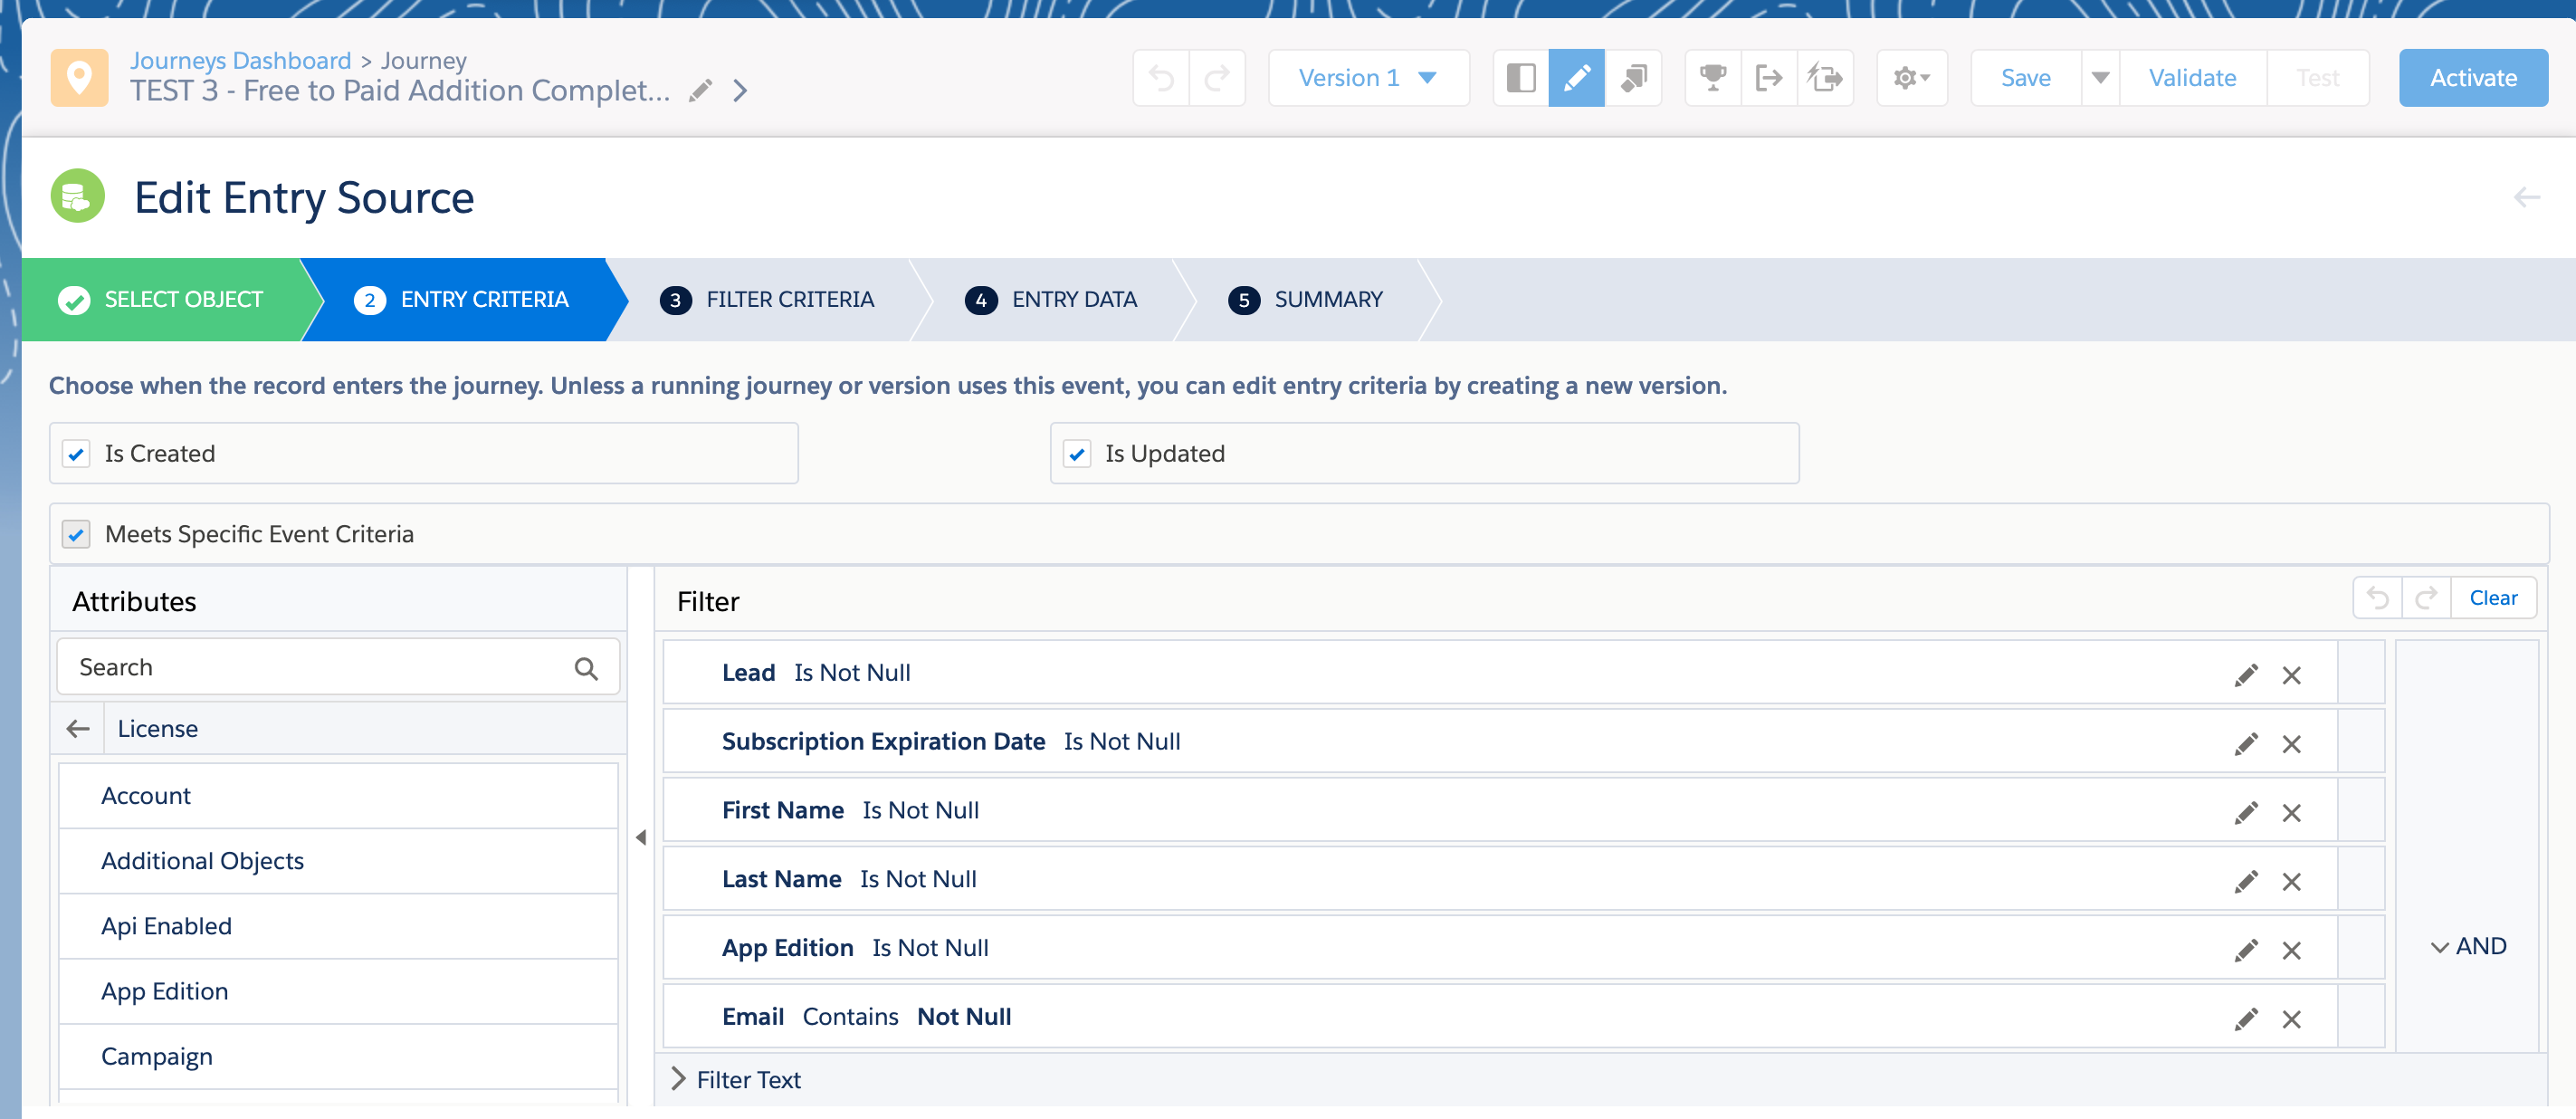 Journeys Dashboard > Journey
TEST 3 - Free to Paid Addition Complet...
Version 1
Save
Validate
Test
Activate
Edit Entry Source
SELECT OBJECT
2 ENTRY CRITERIA
3 FILTER CRITERIA
4 ENTRY DATA
5 SUMMARY
Choose when the record enters the journey. Unless a running journey or version uses this event, you can edit entry criteria by creating a new version.
Is Created
Is Updated
Meets Specific Event Criteria
Attributes
Search
License
Account
Additional Objects
Api Enabled
App Edition
Campaign
Filter
Clear
Lead Is Not Null
Subscription Expiration Date Is Not Null
First Name Is Not Null
Last Name Is Not Null
App Edition Is Not Null
Email Contains Not Null
AND
Filter Text